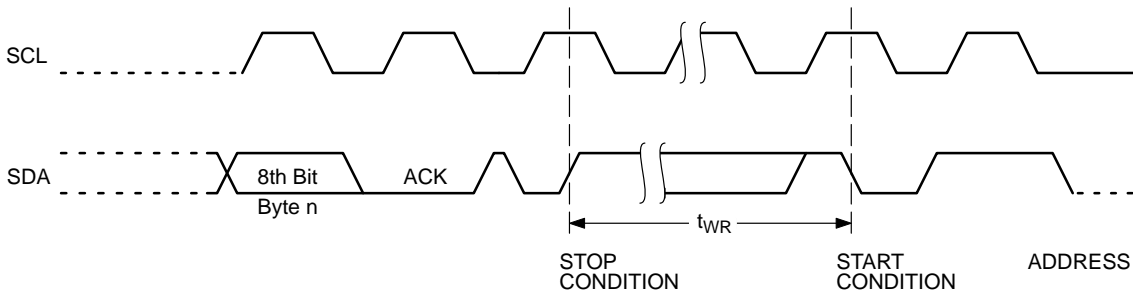 SCL
SDA
8th Bit
Byte n
ACK
tWR
STOP
CONDITION
START
CONDITION
ADDRESS